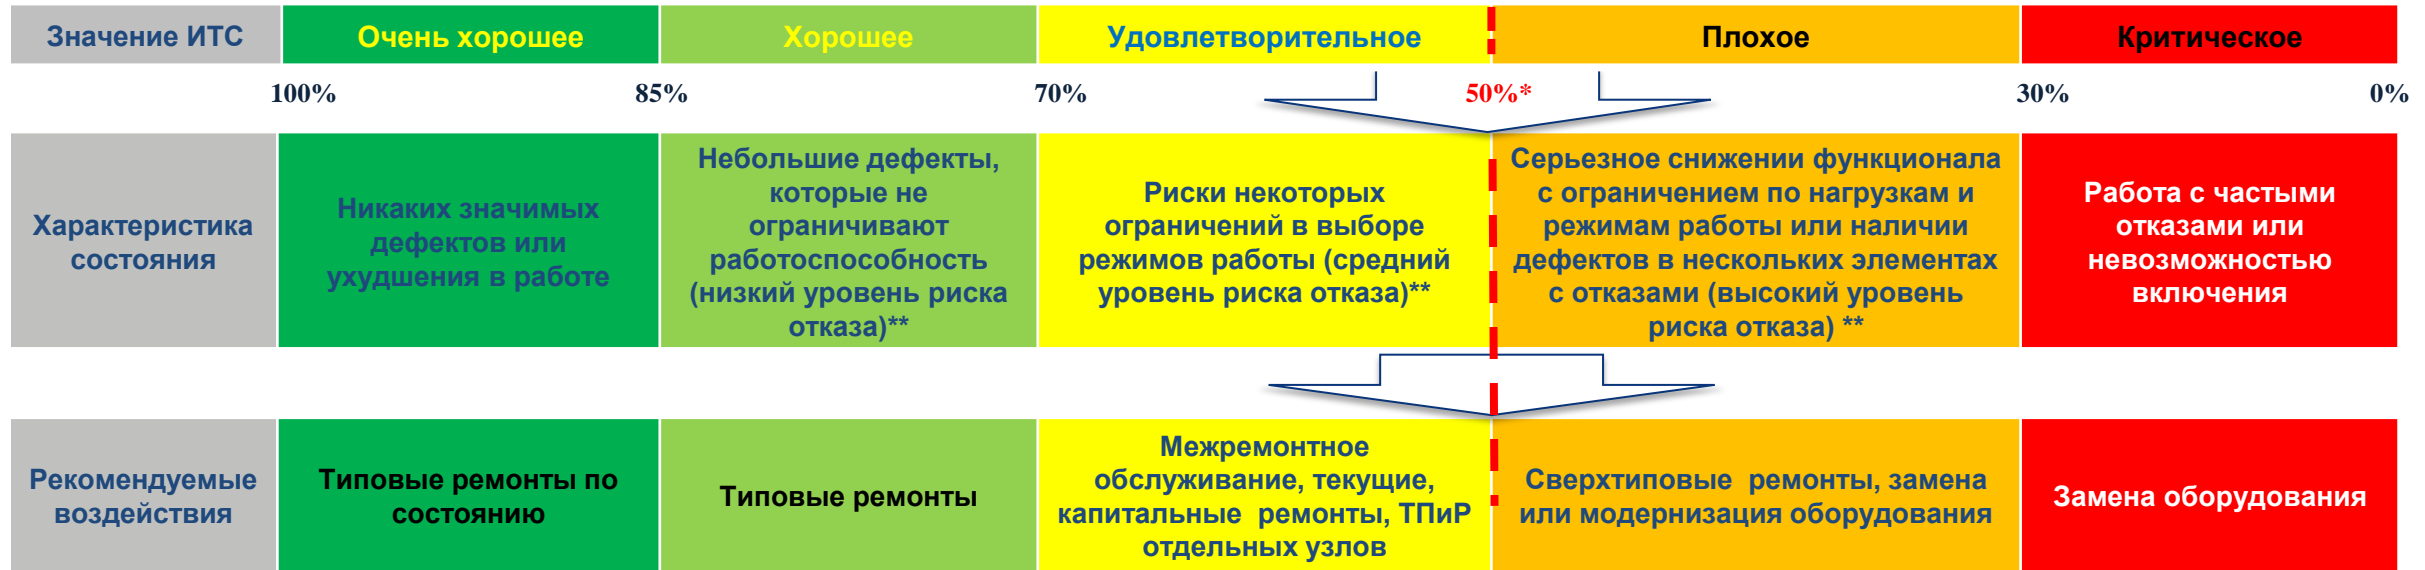 Значение ИТС
Очень хорошее
Хорошее
Удовлетворительное
Плохое
Критическое
100%
85%
70%
50%*
30%
0%
Характеристика
состояния
Никаких значимых
дефектов или
ухудшения в работе
Небольшие дефекты,
которые не
ограничивают
работоспособность
(низкий уровень риска
отказа)**
Риски некоторых
ограничений в выборе
режимов работы (средний
уровень риска отказа)**
Серьезное снижении функционала
с ограничением по нагрузкам и
режимам работы или наличии
дефектов в нескольких элементах
с отказами (высокий уровень
риска отказа) **
Работа с частыми
отказами или
невозможностью
включения
Рекомендуемые
воздействия
Типовые ремонты по
состоянию
Типовые ремонты
Межремонтное
обслуживание, текущие,
капитальные ремонты, ТПиР
отдельных узлов
Сверхтиповые ремонты, замена
или модернизация оборудования
Замена оборудования